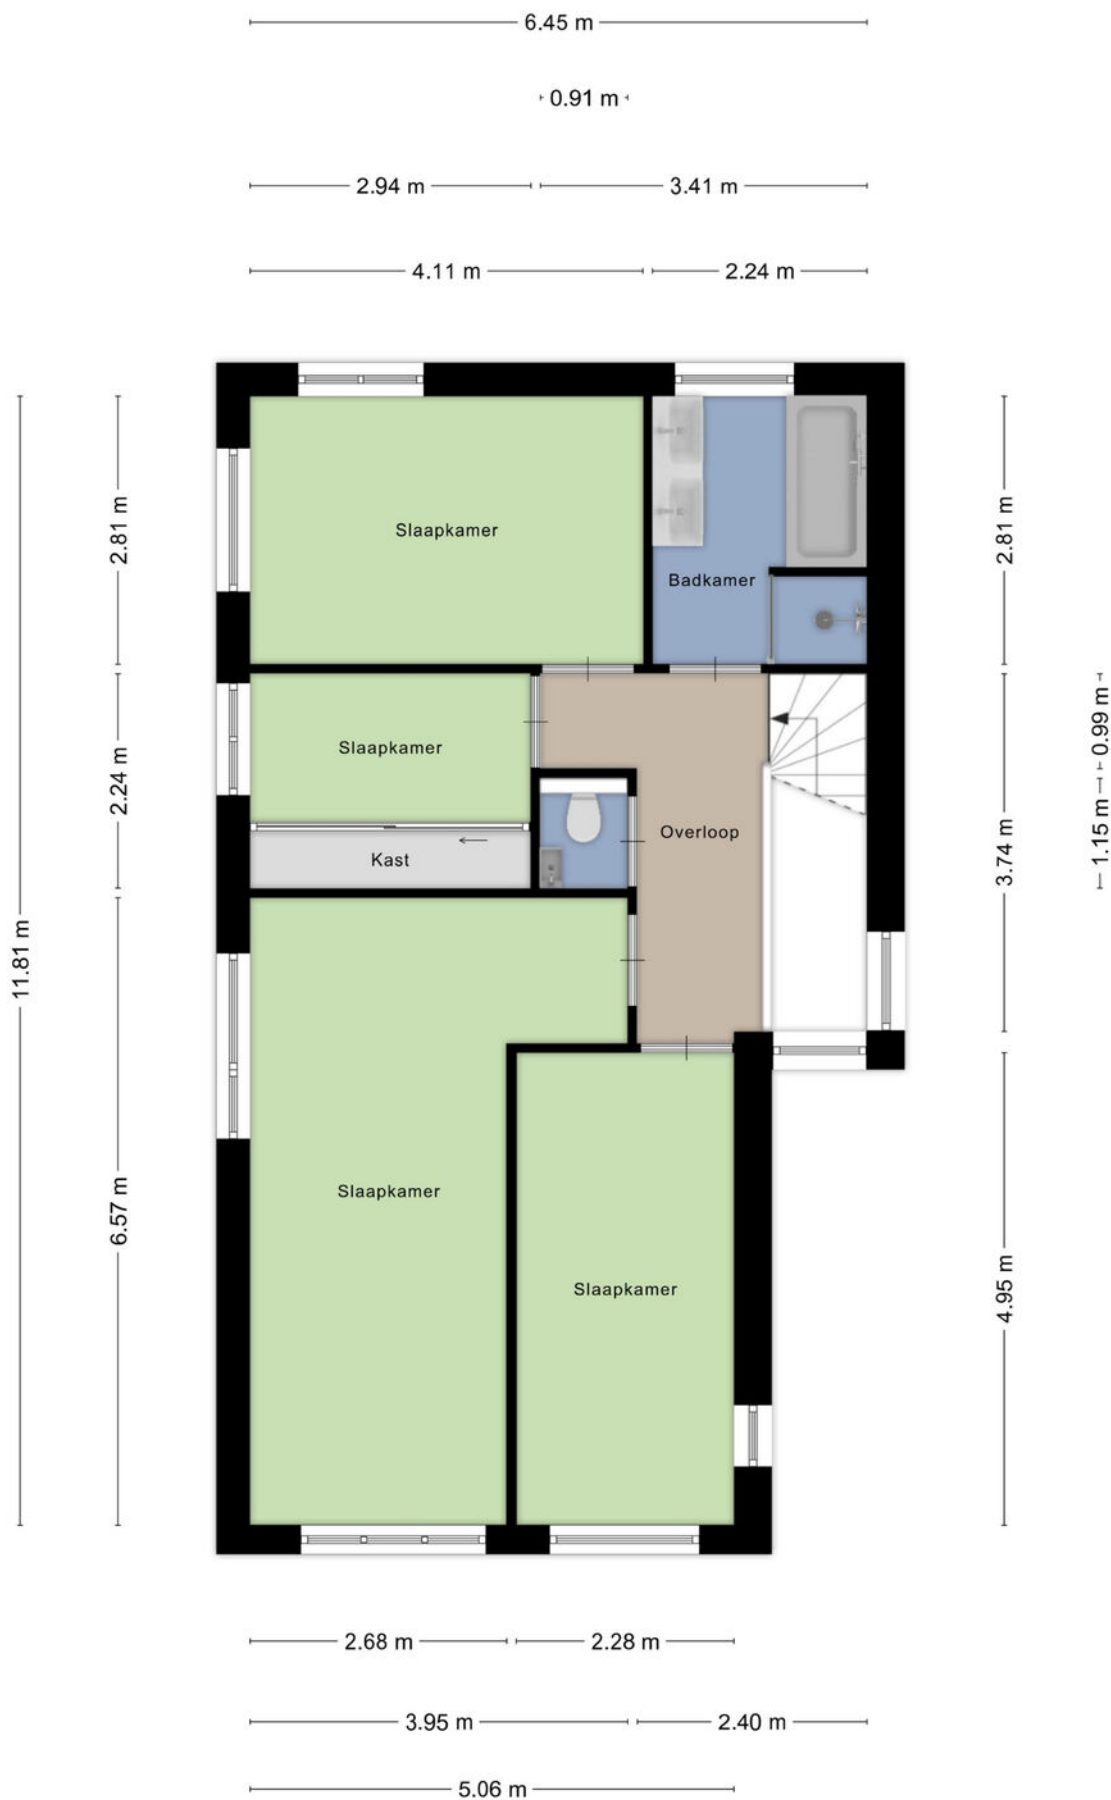 6.45 m
0.91 m
2.94 m
3.41 m
4.11 m
2.24 m
Slaapkamer
2.81 m
2.81 m
Badkamer
0.99 m
Slaapkamer
2.24 m
Overloop
1.15 m
3.74 m
Kast
11.81 m
Slaapkamer
6.57 m
Slaapkamer
4.95 m
2.68 m
2.28 m
3.95 m
2.40 m
5.06 m